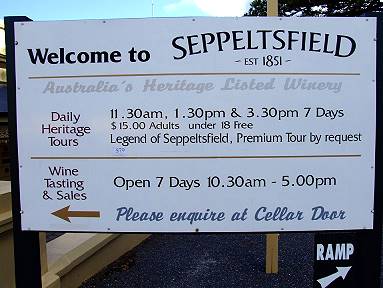 Welcome to SEPPELTSFIELD
EST 1851
Australia's Heritage Listed Winery
Daily Heritage Tours
11.30am, 1.30pm & 3.30pm 7 Days
$15.00 Adults under 18 Free
Legend of Seppeltsfield, Premium Tour by request
Wine Tasting & Sales
Open 7 Days 10.30am - 5.00pm
Please enquire at Cellar Door
RAMP